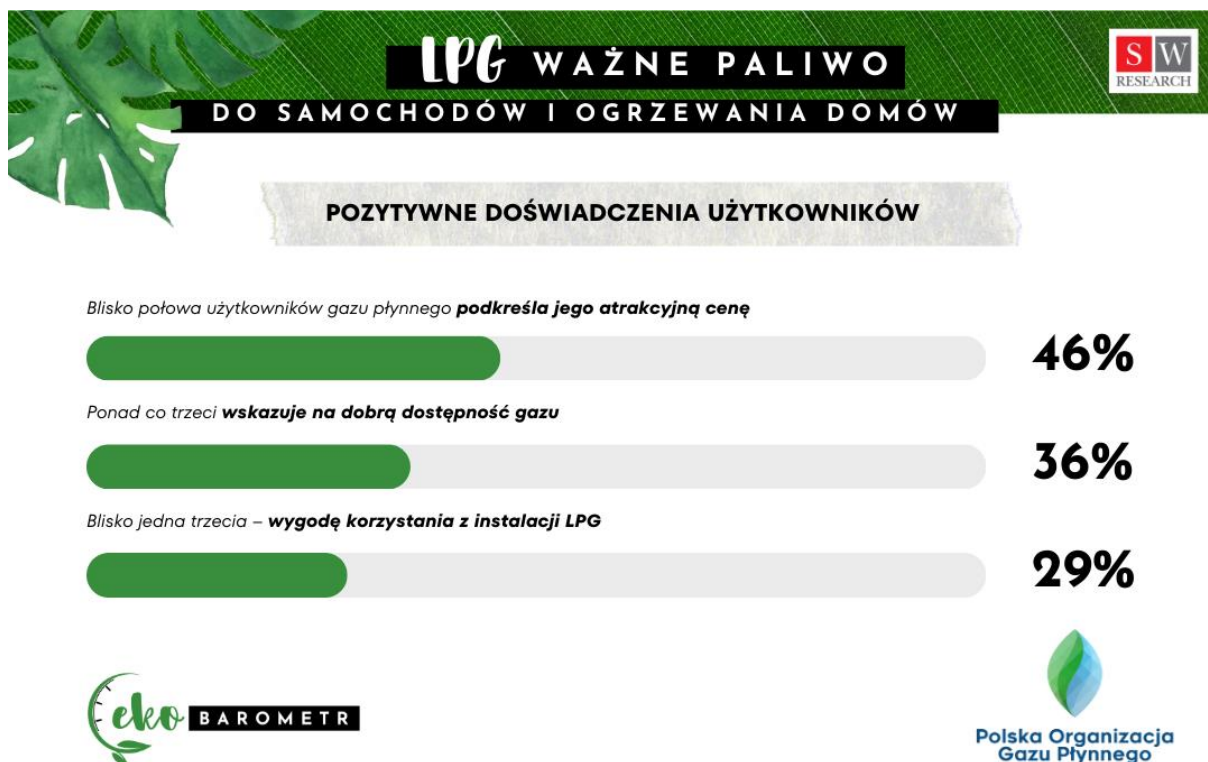 LPG WAŻNE PALIWO
DO SAMOCHODÓW I OGRZEWANIA DOMÓW
S W
RESEARCH
POZYTYWNE DOŚWIADCZENIA UŻYTKOWNIKÓW
Blisko połowa użytkowników gazu płynnego podkreśla jego atrakcyjną cenę
46%
Ponad co trzeci wskazuje na dobrą dostępność gazu
36%
Blisko jedna trzecia – wygodę korzystania z instalacji LPG
29%
eko BAROMETR
Polska Organizacja
Gazu Płynnego